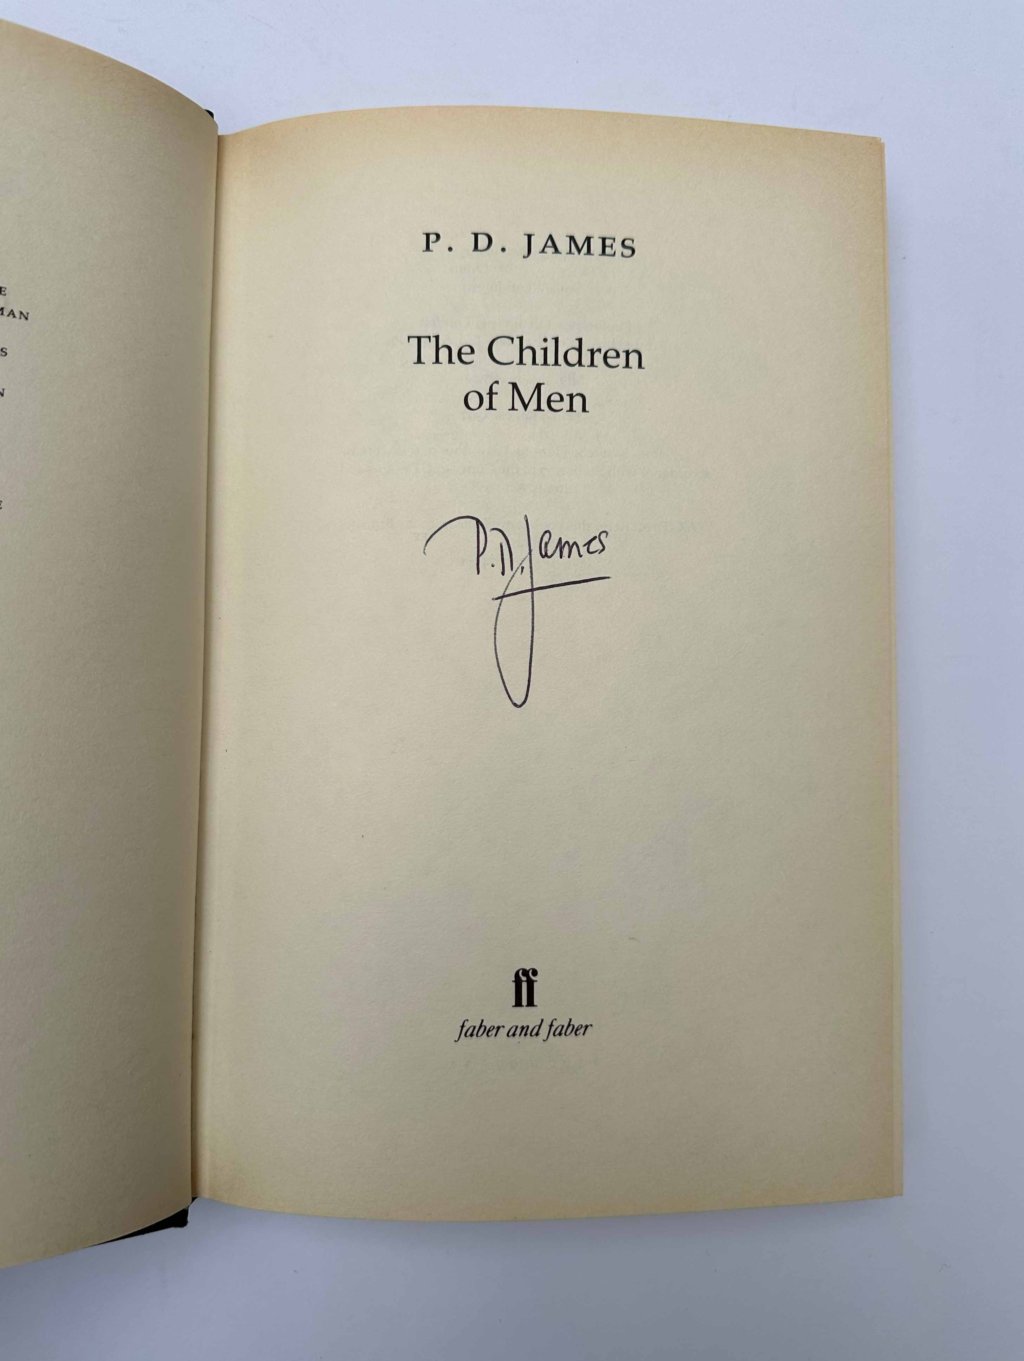 P. D. JAMES
The Children
of Men
P.D. James
ff
faber and faber